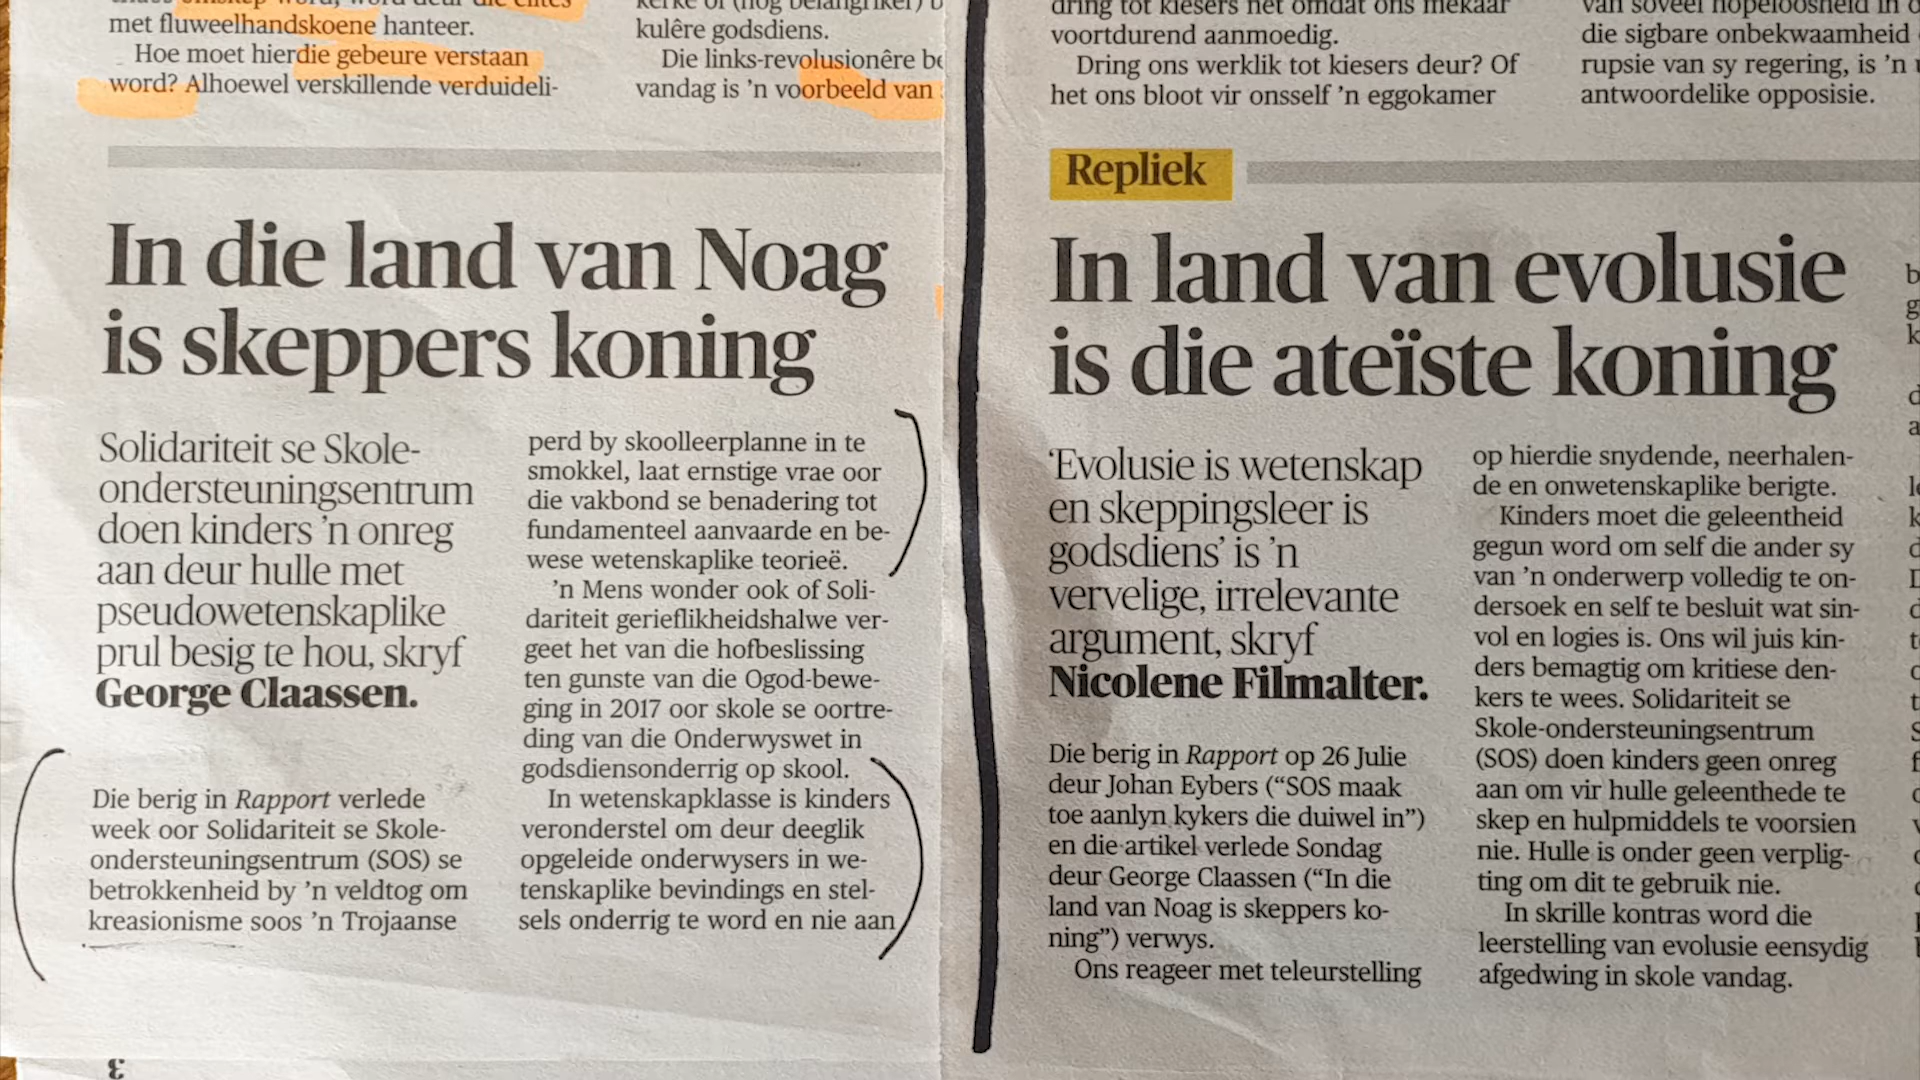 met fluweelhandskoene hanteer.
Hoe moet hierdie gebeure verstaan
word? Alhoewel verskillende verduideli-
kulêre godsdiens.
Die links-revolusionêre
vandag is ’n voorbeeld van
In die land van Noag
is skeppers koning
Solidariteit se Skole-
ondersteuningsentrum
doen kinders ’n onreg
aan deur hulle met
pseudowetenskaplike
prul besig te hou, skryf
George Claassen.
Die berig in Rapport verlede
week oor Solidariteit se Skole-
ondersteuningsentrum (SOS) se
betrokkenheid by ’n veldtog om
kreasionisme soos ’n Trojaanse
perd by skoolleerplanne in te
smokkel, laat ernstige vrae oor
die vakbond se benadering tot
fundamenteel aanvaarde en be-
wese wetenskaplike teorieë.
’n Mens wonder ook of Soli-
dariteit gerieflikheidshalwe ver-
geet het van die hofbeslissing
ten gunste van die Ogod-bewe-
ging in 2017 oor skole se oortre-
ding van die Onderwyswet in
godsdiensonderrig op skool.
In wetenskapklasse is kinders
veronderstel om deur deeglik
opgeleide onderwysers in we-
tenskaplike bevindings en stel-
sels onderrig te word en nie aan
3
dring tot kiesers net omdat ons mekaar
voortdurend aanmoedig.
Dring ons werklik tot kiesers deur? Of
het ons bloot vir onsself ’n eggokamer
van soveel hopeloosheid in
die sigbare onbekwaamheid
rupsie van sy regering, is ’n
antwoordelike opposisie.
Repliek
In land van evolusie
is die ateïste koning
‘Evolusie is wetenskap
en skeppingsleer is
godsdiens’ is ’n
vervelige, irrelevante
argument, skryf
Nicolene Filmalter.
Die berig in Rapport op 26 Julie
deur Johan Eybers (“SOS maak
toe aanlyn kykers die duiwel in”)
en die artikel verlede Sondag
deur George Claassen (“In die
land van Noag is skeppers ko-
ning”) verwys.
Ons reageer met teleurstelling
op hierdie snydende, neerhalen-
de en onwetenskaplike berigte.
Kinders moet die geleentheid
gegun word om self die ander sy
van ’n onderwerp volledig te on-
dersoek en self te besluit wat sin-
vol en logies is. Ons wil juis kin-
ders bemagtig om kritiese den-
kers te wees. Solidariteit se
Skole-ondersteuningsentrum
(SOS) doen kinders geen onreg
aan om vir hulle geleenthede te
skep en hulpmiddels te voorsien
nie. Hulle is onder geen verplig-
ting om dit te gebruik nie.
In skrille kontras word die
leerstelling van evolusie eensydig
afgedwing in skole vandag.